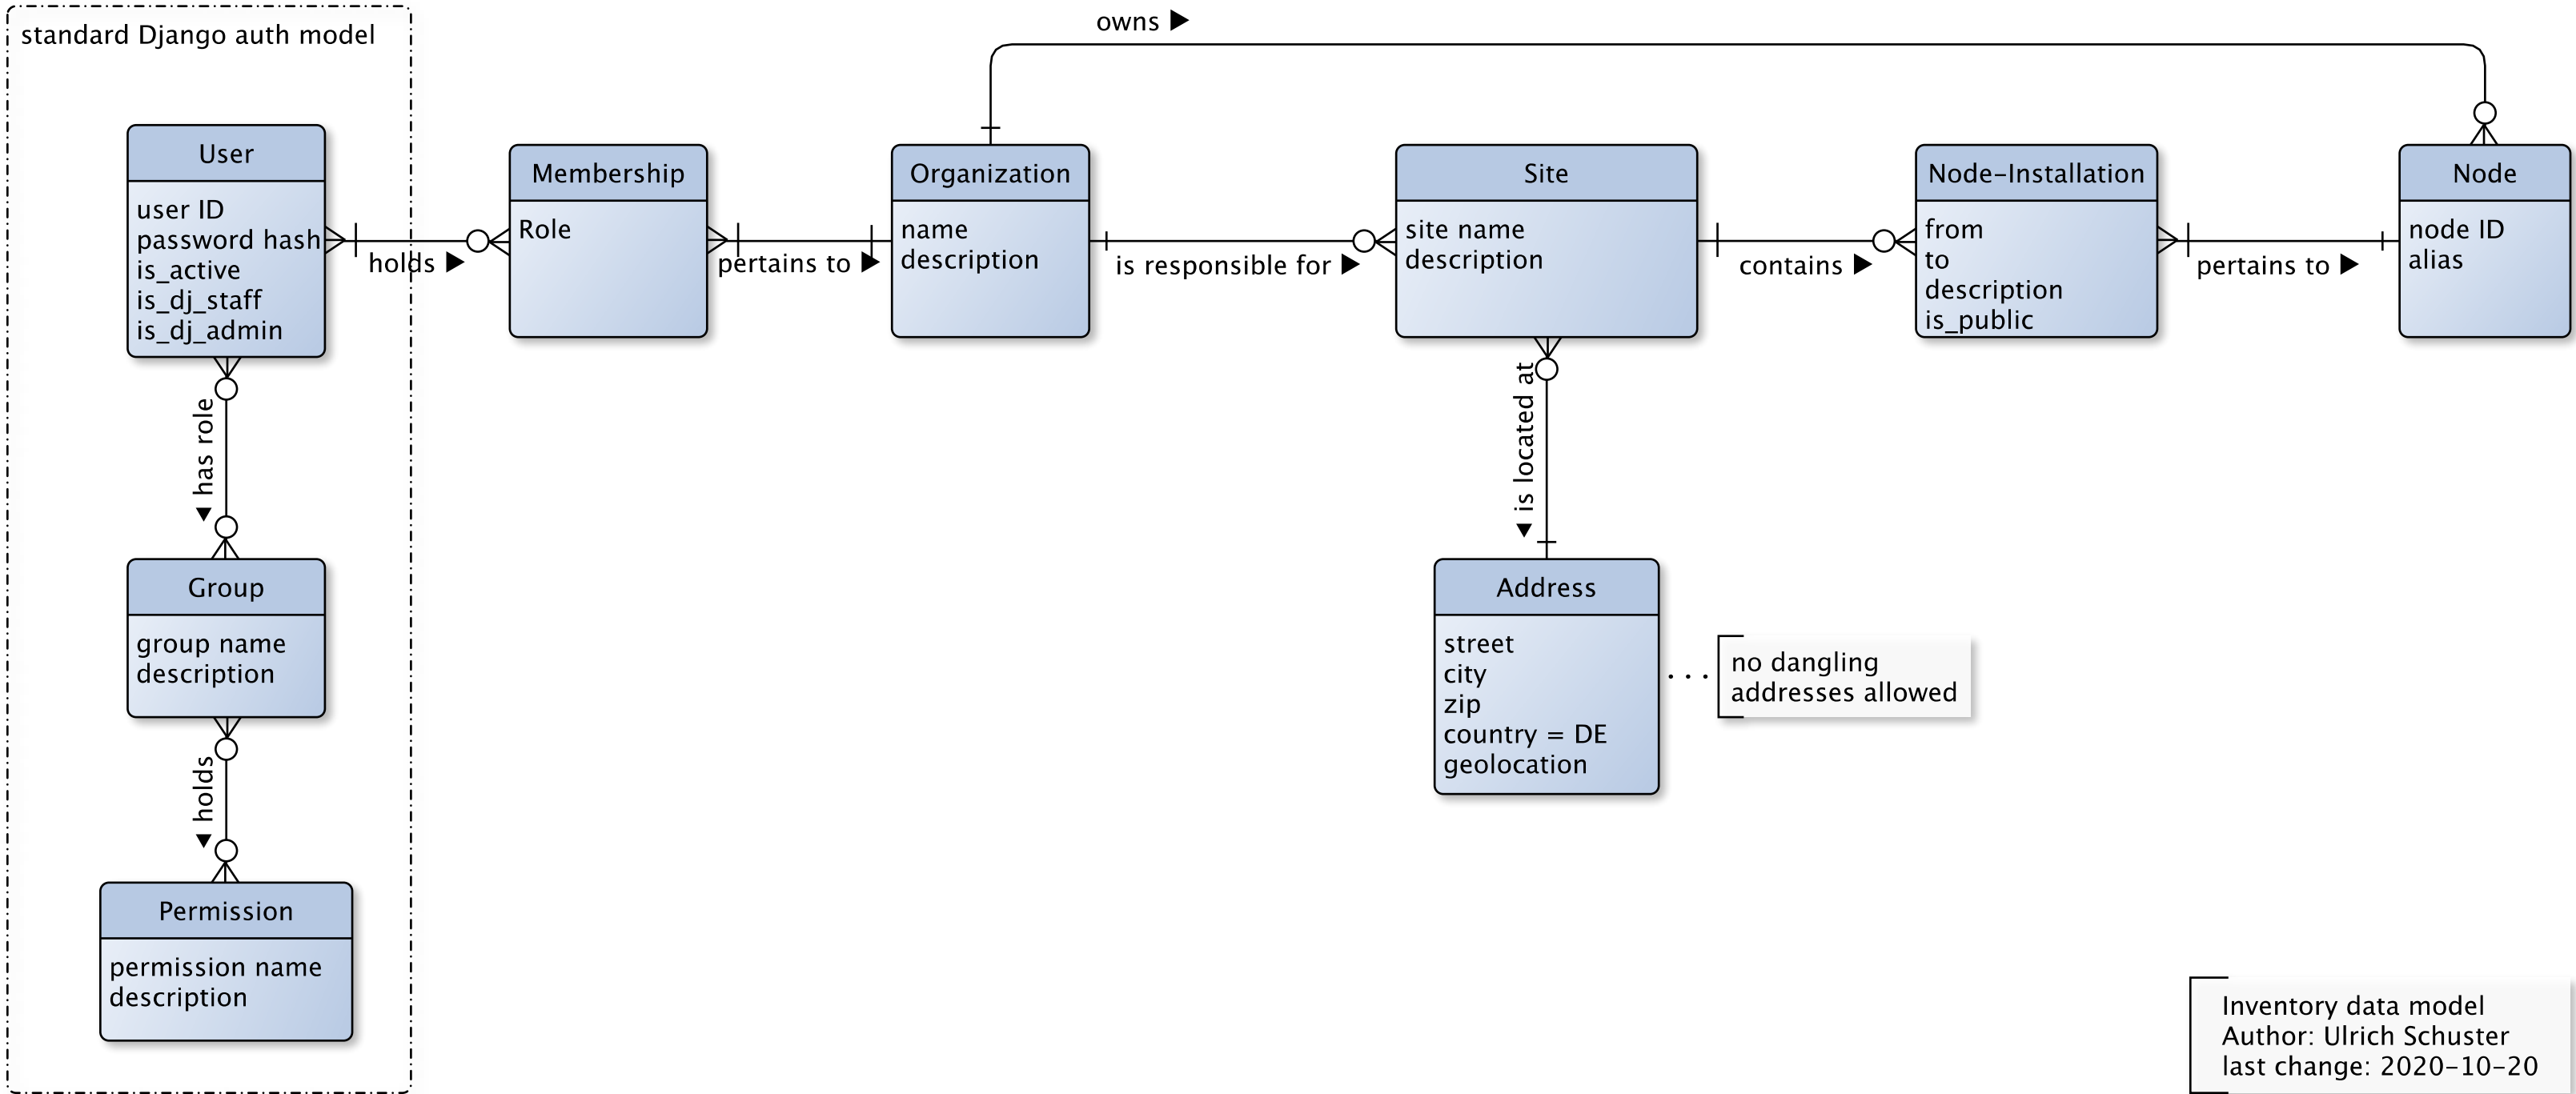 owns ▶
standard Django auth model
User
user ID
password hash
is_active
is_dj_staff
is_dj_admin
holds ▶
Membership
Role
pertains to ▶
Organization
name
description
is responsible for ▶
Site
site name
description
contains ▶
Node-Installation
from
to
description
is_public
pertains to ▶
Node
node ID
alias
◀ has role
◀ is located at
Group
group name
description
Address
street
city
zip
country = DE
geolocation
no dangling
addresses allowed
◀ holds
Permission
permission name
description
Inventory data model
Author: Ulrich Schuster
last change: 2020-10-20